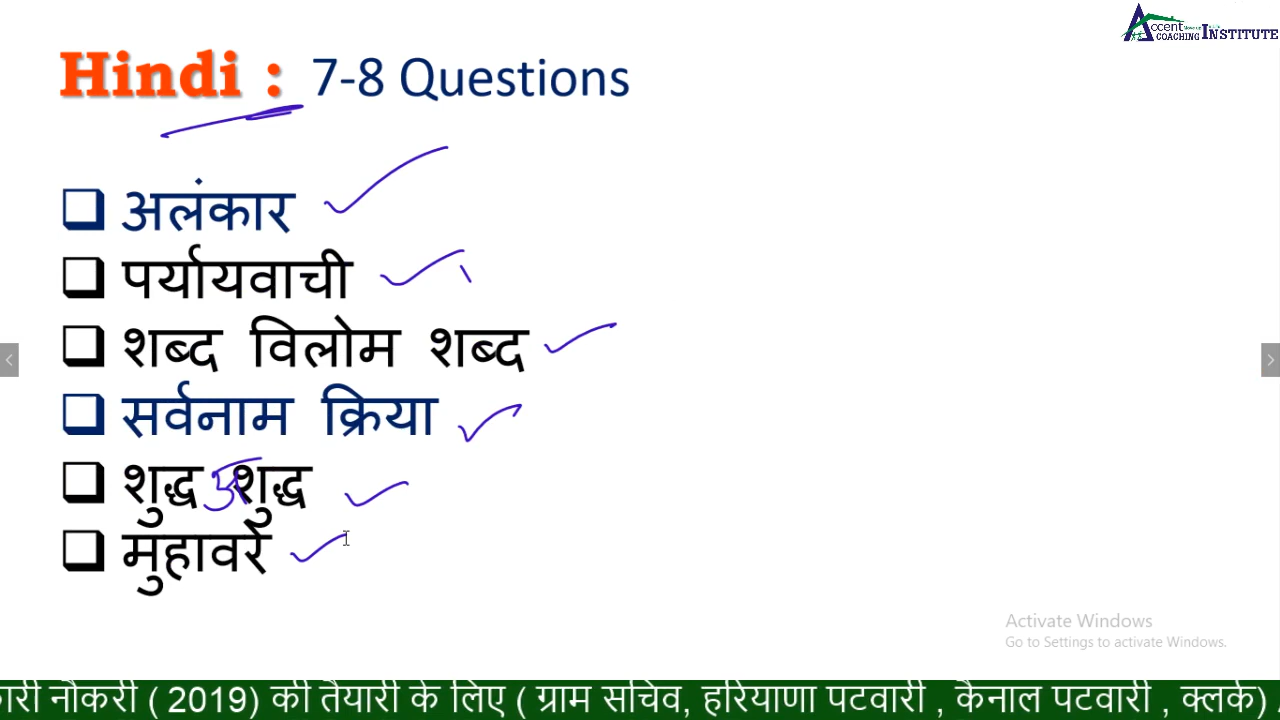 Accent
COACHING INSTITUTE
Hindi : 7-8 Questions
अलंकार
पर्यायवाची
शब्द विलोम शब्द
सर्वनाम क्रिया
शुद्ध अशुद्ध
मुहावरे
Activate Windows
Go to Settings to activate Windows.
कारी नौकरी ( 2019) की तैयारी के लिए ( ग्राम सचिव, हरियाणा पटवारी , कैनाल पटवारी , क्लर्क)